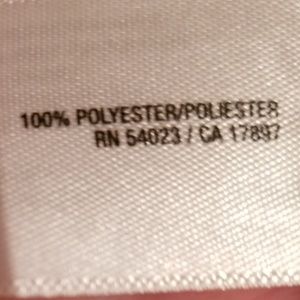 100% POLYESTER/POLIESTER
RN 54023 / CA 17897